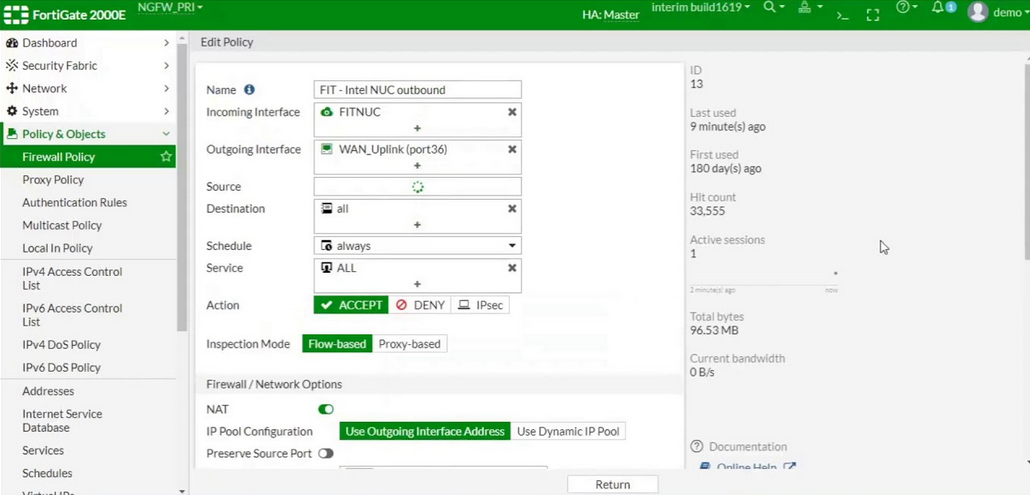 FortiGate 2000E
NGFW_PRI
HA: Master
interim build1619
1
demo
Dashboard
Security Fabric
Network
System
Policy & Objects
Firewall Policy
Proxy Policy
Authentication Rules
Multicast Policy
Local In Policy
IPv4 Access Control
List
IPv6 Access Control
List
IPv4 DoS Policy
IPv6 DoS Policy
Addresses
Internet Service
Database
Services
Schedules
Virtual IPs
Edit Policy
Name
FIT - Intel NUC outbound
Incoming Interface
FITNUC
+
Outgoing Interface
WAN_Uplink (port36)
+
Source
Destination
all
+
Schedule
always
Service
ALL
+
Action
ACCEPT DENY IPsec
Inspection Mode
Flow-based Proxy-based
Firewall / Network Options
NAT
IP Pool Configuration
Use Outgoing Interface Address Use Dynamic IP Pool
Preserve Source Port
Return
ID
13
Last used
9 minute(s) ago
First used
180 day(s) ago
Hit count
33,555
Active sessions
1
2 minute(s) ago now
Total bytes
96.53 MB
Current bandwidth
0 B/s
Documentation
Online Help